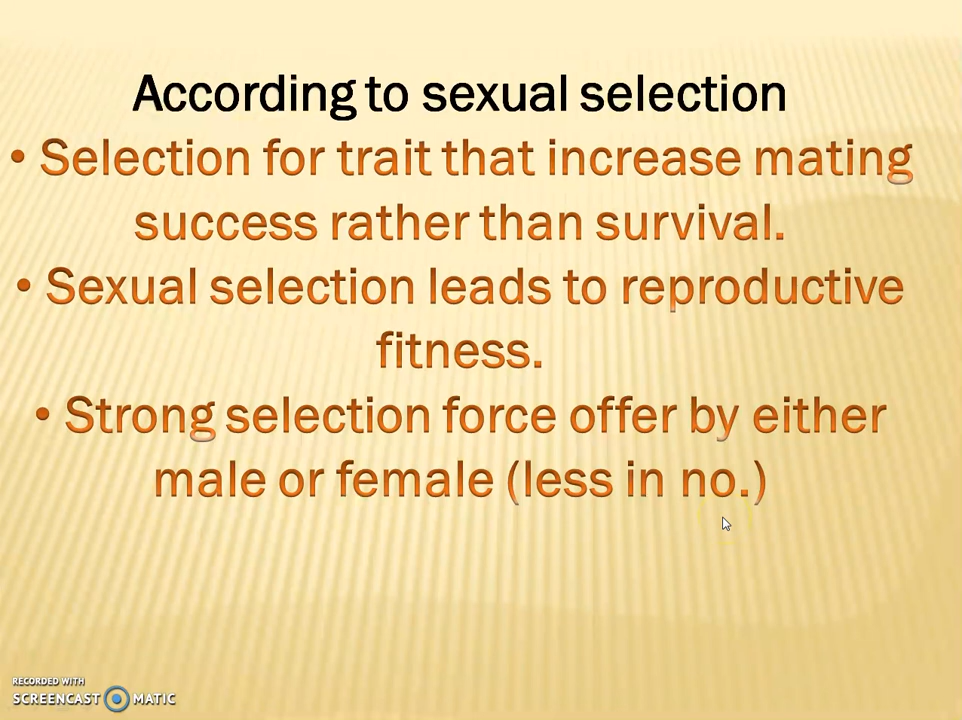 According to sexual selection
• Selection for trait that increase mating
success rather than survival.
• Sexual selection leads to reproductive
fitness.
• Strong selection force offer by either
male or female (less in no.)
RECORDED WITH
SCREENCAST MATIC